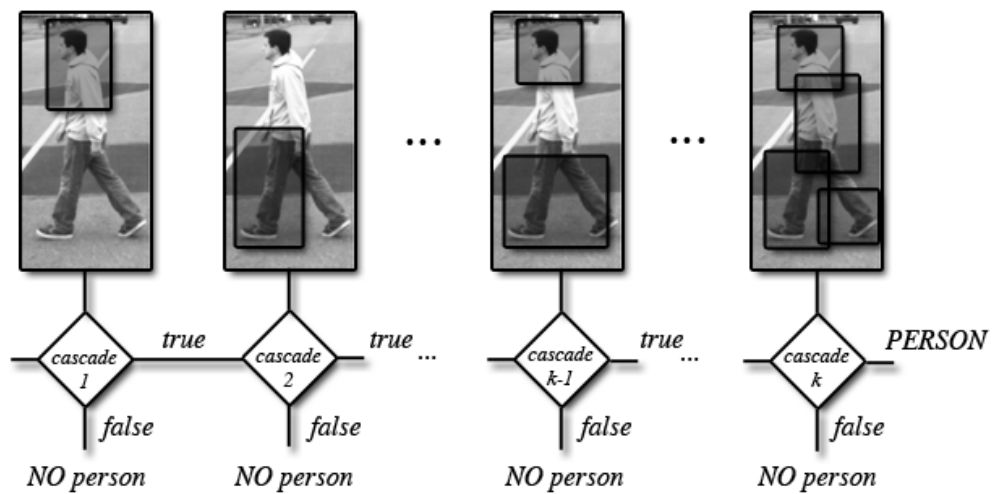 ...
...
true
true...
true...
PERSON
cascade
1
cascade
2
cascade
k-1
cascade
k
false
false
false
false
NO person
NO person
NO person
NO person